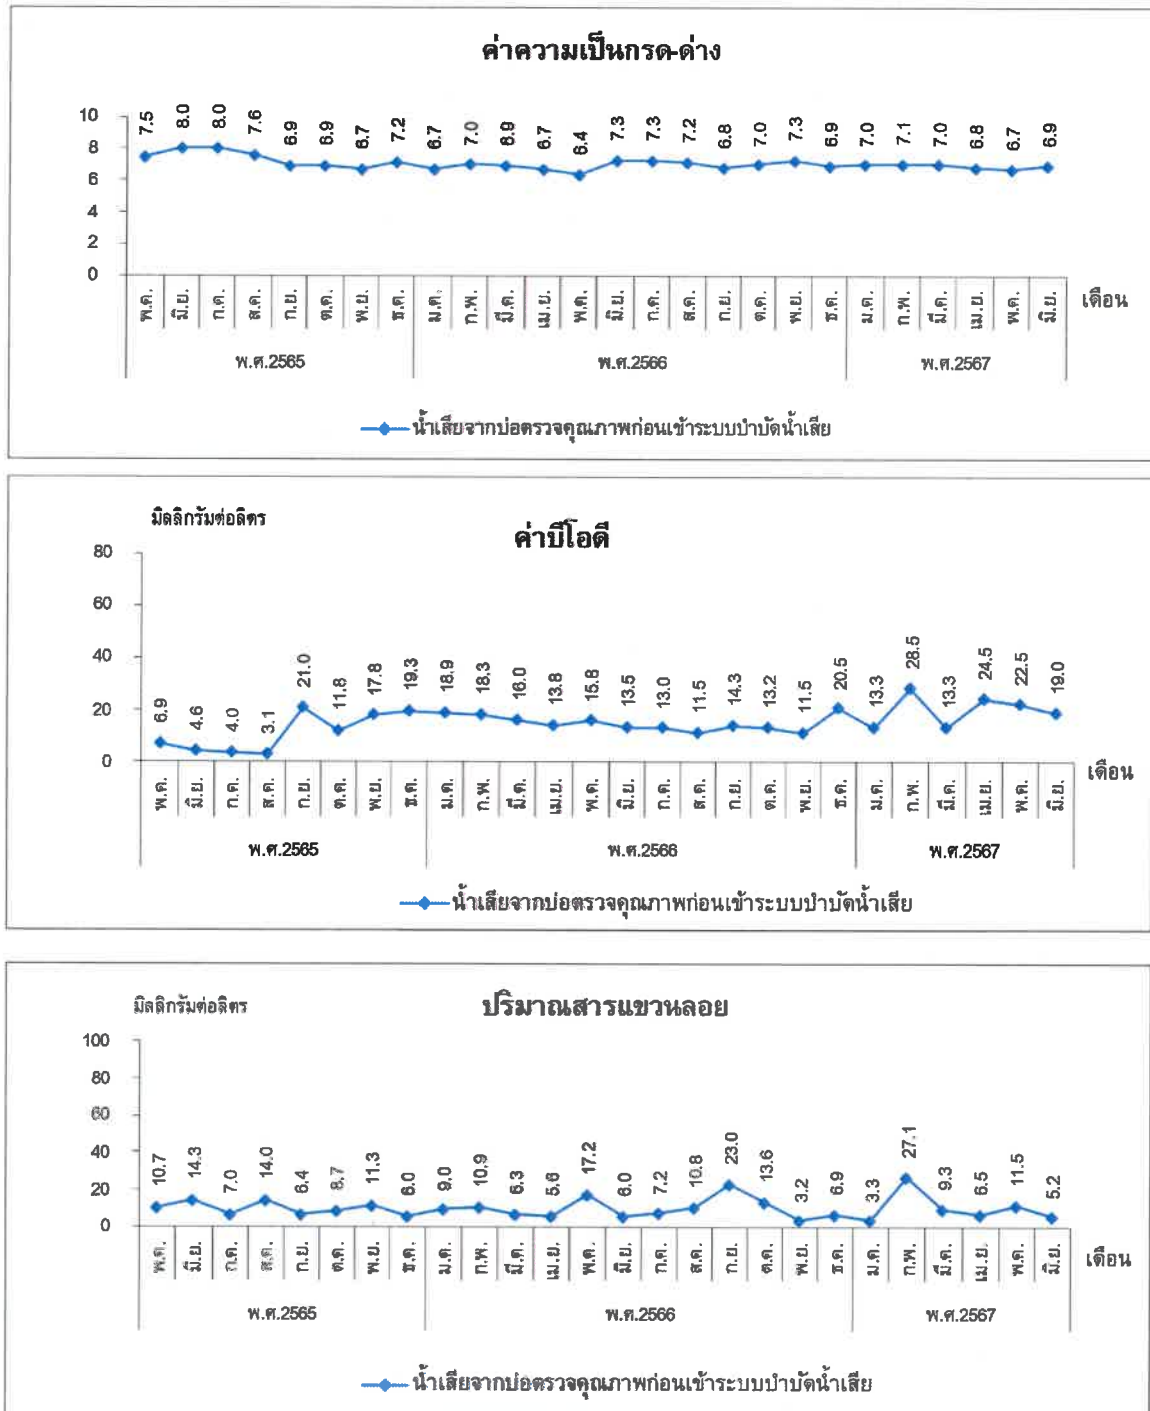 ค่าความเป็นกรด-ด่าง
7.5 8.0 8.0 7.6 6.9 6.9 6.7 7.2 6.7 7.0 6.9 6.7 6.4 7.3 7.3 7.2 6.8 7.0 7.3 6.9 7.0 7.1 7.0 6.8 6.7 6.9
10
8
6
4
2
0
พ.ค. มิ.ย. ก.ค. ส.ค. ก.ย. ต.ค. พ.ย. ธ.ค. ม.ค. ก.พ. มี.ค. เม.ย. พ.ค. มิ.ย. ก.ค. ส.ค. ก.ย. ต.ค. พ.ย. ธ.ค. ม.ค. ก.พ. มี.ค. เม.ย. พ.ค. มิ.ย. เดือน
พ.ศ.2565 พ.ศ.2566 พ.ศ.2567
น้ำเสียจากบ่อตรวจคุณภาพก่อนเข้าระบบบำบัดน้ำเสีย
มิลลิกรัมต่อลิตร
ค่าบีโอดี
80
60
40
20
0
6.9 4.6 4.0 3.1 21.0 11.8 17.8 19.3 18.9 18.3 16.0 13.8 15.8 13.5 13.0 11.5 14.3 13.2 11.5 20.5 13.3 28.5 13.3 24.5 22.5 19.0
พ.ค. มิ.ย. ก.ค. ส.ค. ก.ย. ต.ค. พ.ย. ธ.ค. ม.ค. ก.พ. มี.ค. เม.ย. พ.ค. มิ.ย. ก.ค. ส.ค. ก.ย. ต.ค. พ.ย. ธ.ค. ม.ค. ก.พ. มี.ค. เม.ย. พ.ค. มิ.ย. เดือน
พ.ศ.2565 พ.ศ.2566 พ.ศ.2567
น้ำเสียจากบ่อตรวจคุณภาพก่อนเข้าระบบบำบัดน้ำเสีย
มิลลิกรัมต่อลิตร
ปริมาณสารแขวนลอย
100
80
60
40
20
0
10.7 14.3 7.0 14.0 6.4 8.7 11.3 6.0 9.0 10.9 6.3 5.6 17.2 6.0 7.2 10.8 23.0 13.6 3.2 6.9 3.3 27.1 9.3 6.5 11.5 5.2
พ.ค. มิ.ย. ก.ค. ส.ค. ก.ย. ต.ค. พ.ย. ธ.ค. ม.ค. ก.พ. มี.ค. เม.ย. พ.ค. มิ.ย. ก.ค. ส.ค. ก.ย. ต.ค. พ.ย. ธ.ค. ม.ค. ก.พ. มี.ค. เม.ย. พ.ค. มิ.ย. เดือน
พ.ศ.2565 พ.ศ.2566 พ.ศ.2567
น้ำเสียจากบ่อตรวจคุณภาพก่อนเข้าระบบบำบัดน้ำเสีย